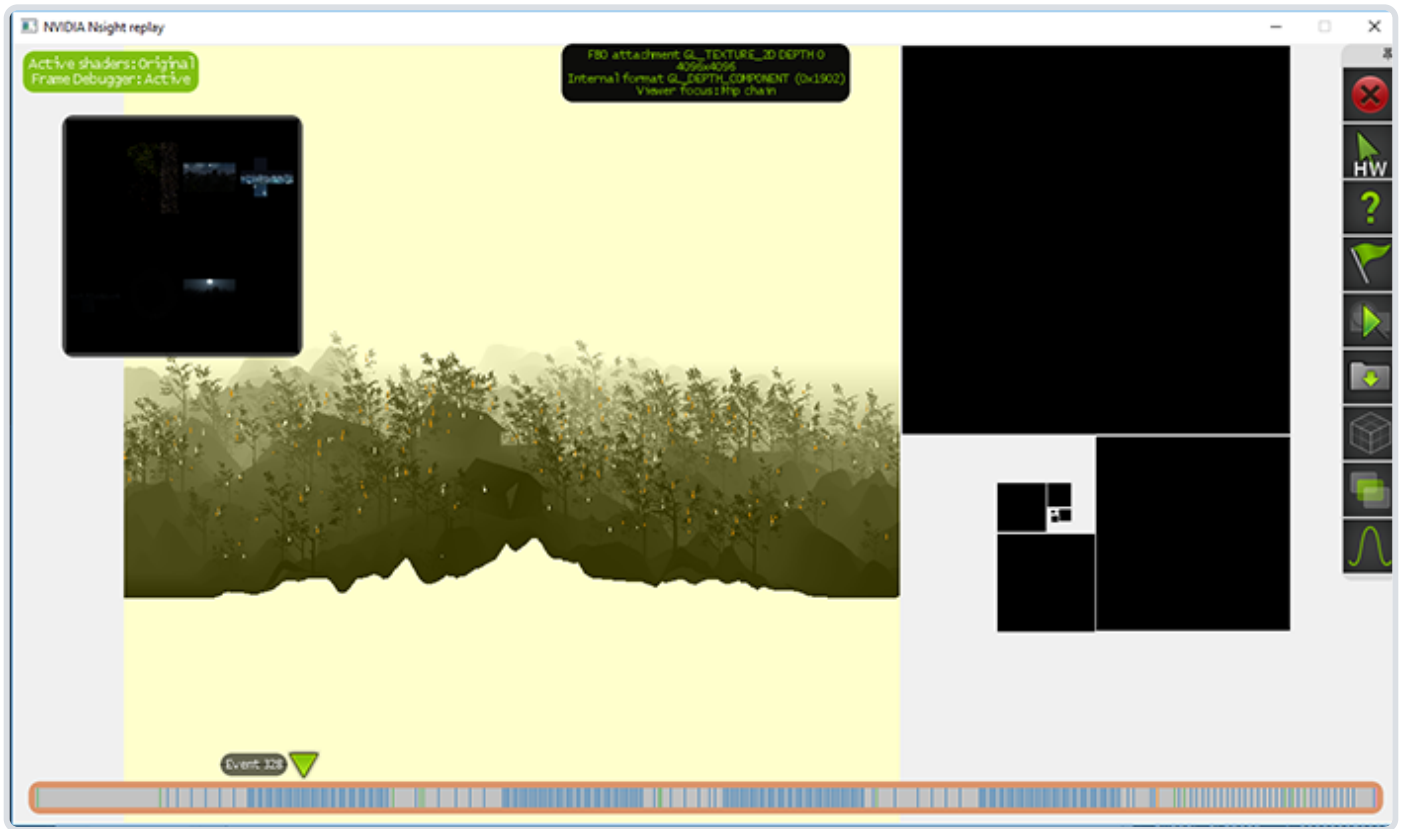 NVIDIA Nsight replay
Active shaders: Original
Frame Debugger: Active
FBO attachment GL_TEXTURE_2D DEPTH 0
4096x4096
Internal format GL_DEPTH_COMPONENT (0x1902)
Viewer focus: Mip chain
HW
?
Event 328